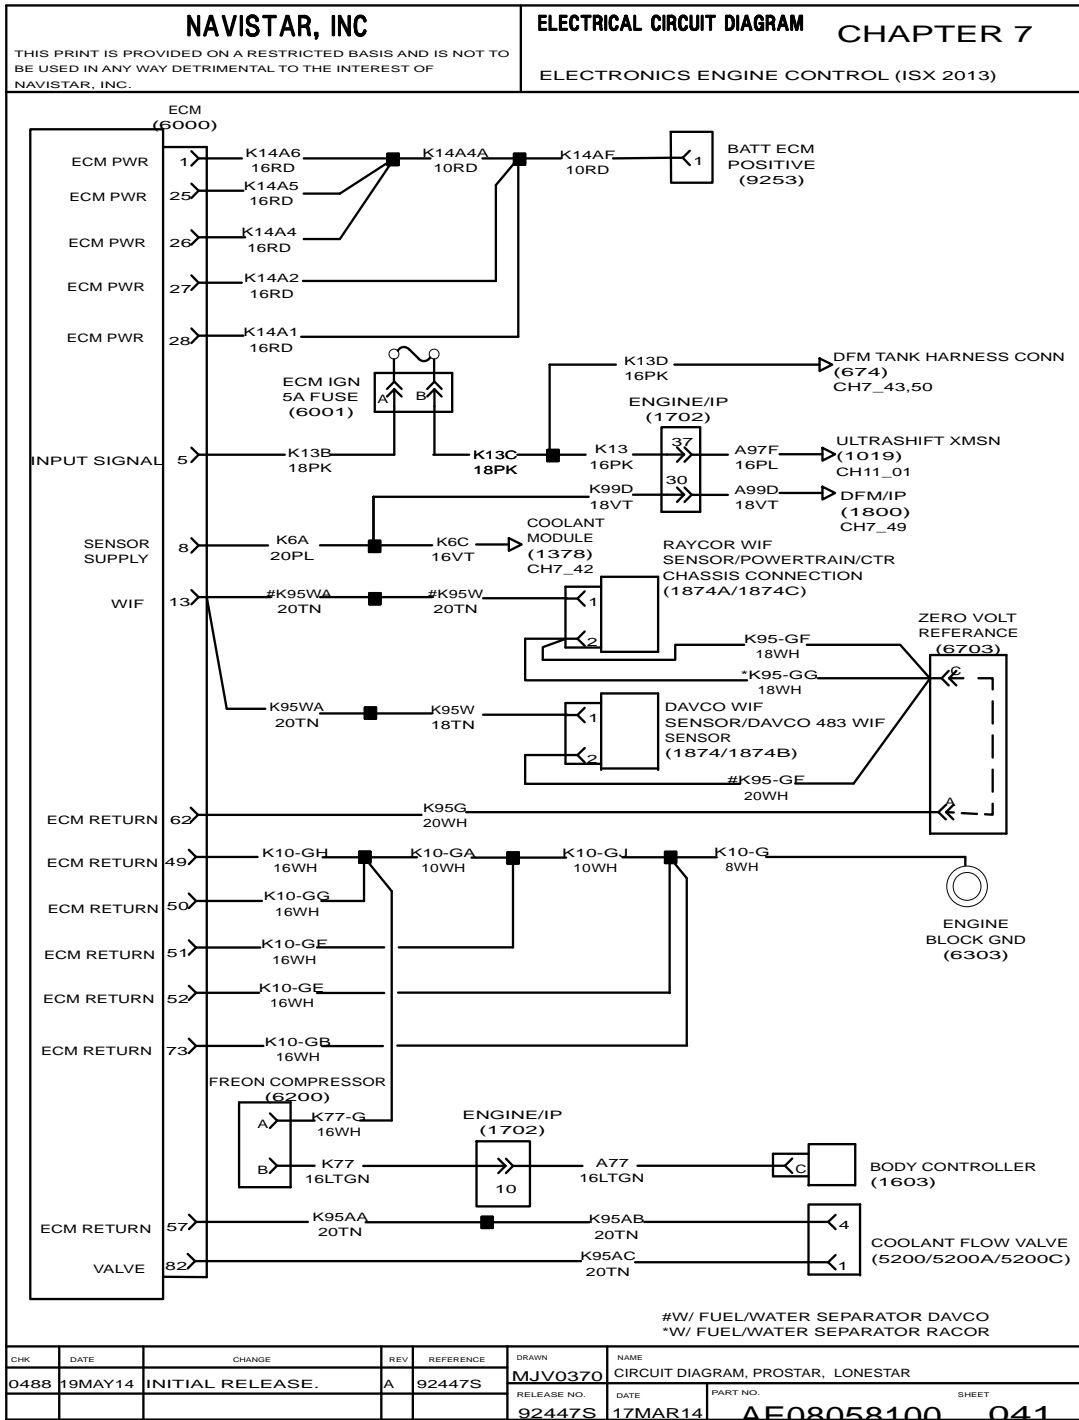 NAVISTAR, INC
THIS PRINT IS PROVIDED ON A RESTRICTED BASIS AND IS NOT TO
BE USED IN ANY WAY DETRIMENTAL TO THE INTEREST OF
NAVISTAR, INC.
ELECTRICAL CIRCUIT DIAGRAM
CHAPTER 7
ELECTRONICS ENGINE CONTROL (ISX 2013)
ECM
(6000)
ECM PWR 1 K14A6 K14A4A K14AF 1
16RD 10RD 10RD
BATT ECM
POSITIVE
(9253)
ECM PWR 25 K14A5
16RD
ECM PWR 26 K14A4
16RD
ECM PWR 27 K14A2
16RD
ECM PWR 28 K14A1
16RD
ECM IGN
5A FUSE
(6001)
A B
K13D
16PK
DFM TANK HARNESS CONN
(674)
CH7_43,50
ENGINE/IP
(1702)
INPUT SIGNAL 5 K13B K13C K13 37 A97F
18PK 18PK 16PK 16PL
ULTRASHIFT XMSN
(1019)
CH11_01
K99D 30 A99D
18VT 18VT
DFM/IP
(1800)
CH7_49
SENSOR
SUPPLY
8 K6A K6C
20PL 16VT
COOLANT
MODULE
(1378)
CH7_42
RAYCOR WIF
SENSOR/POWERTRAIN/CTR
CHASSIS CONNECTION
(1874A/1874C)
WIF 13 #K95WA #K95W 1
20TN 20TN
2
K95-GF
18WH
*K95-GG
18WH
ZERO VOLT
REFERANCE
(6703)
C
K95WA K95W 1
20TN 18TN
2
DAVCO WIF
SENSOR/DAVCO 483 WIF
SENSOR
(1874/1874B)
#K95-GE
20WH
ECM RETURN 62 K95G A
20WH
ECM RETURN 49 K10-GH K10-GA K10-GJ K10-G
16WH 10WH 10WH 8WH
ENGINE
BLOCK GND
(6303)
ECM RETURN 50 K10-GG
16WH
ECM RETURN 51 K10-GF
16WH
ECM RETURN 52 K10-GE
16WH
ECM RETURN 73 K10-GB
16WH
FREON COMPRESSOR
(6200)
A K77-G
16WH
ENGINE/IP
(1702)
B K77 A77 C
16LTGN 10 16LTGN
BODY CONTROLLER
(1603)
ECM RETURN 57 K95AA K95AB 4
20TN 20TN
VALVE 82 K95AC 1
20TN
COOLANT FLOW VALVE
(5200/5200A/5200C)
#W/ FUEL/WATER SEPARATOR DAVCO
*W/ FUEL/WATER SEPARATOR RACOR
CHK DATE CHANGE REV REFERENCE
0488 19MAY14 INITIAL RELEASE. A 92447S
DRAWN
MJV0370
NAME
CIRCUIT DIAGRAM, PROSTAR, LONESTAR
RELEASE NO. DATE PART NO. SHEET
92447S 17MAR14 AE08058100 041